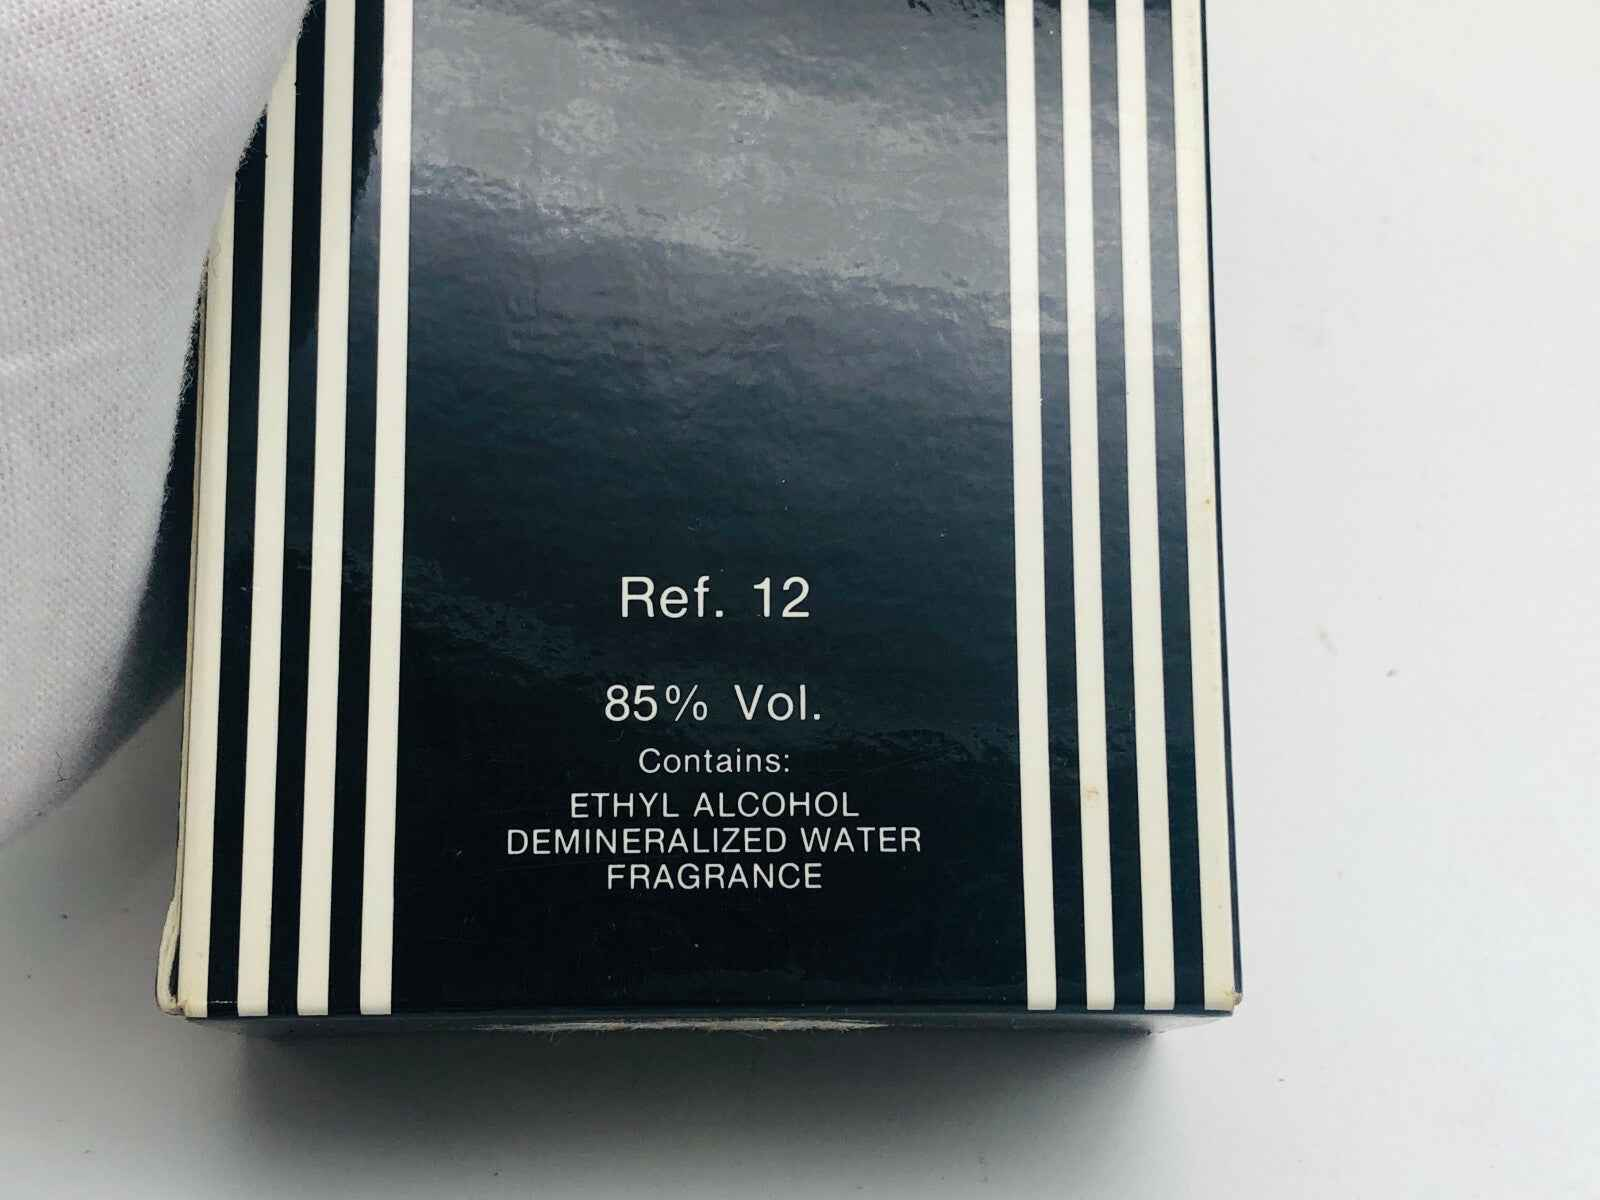 Ref. 12
85% Vol.
Contains:
ETHYL ALCOHOL
DEMINERALIZED WATER
FRAGRANCE